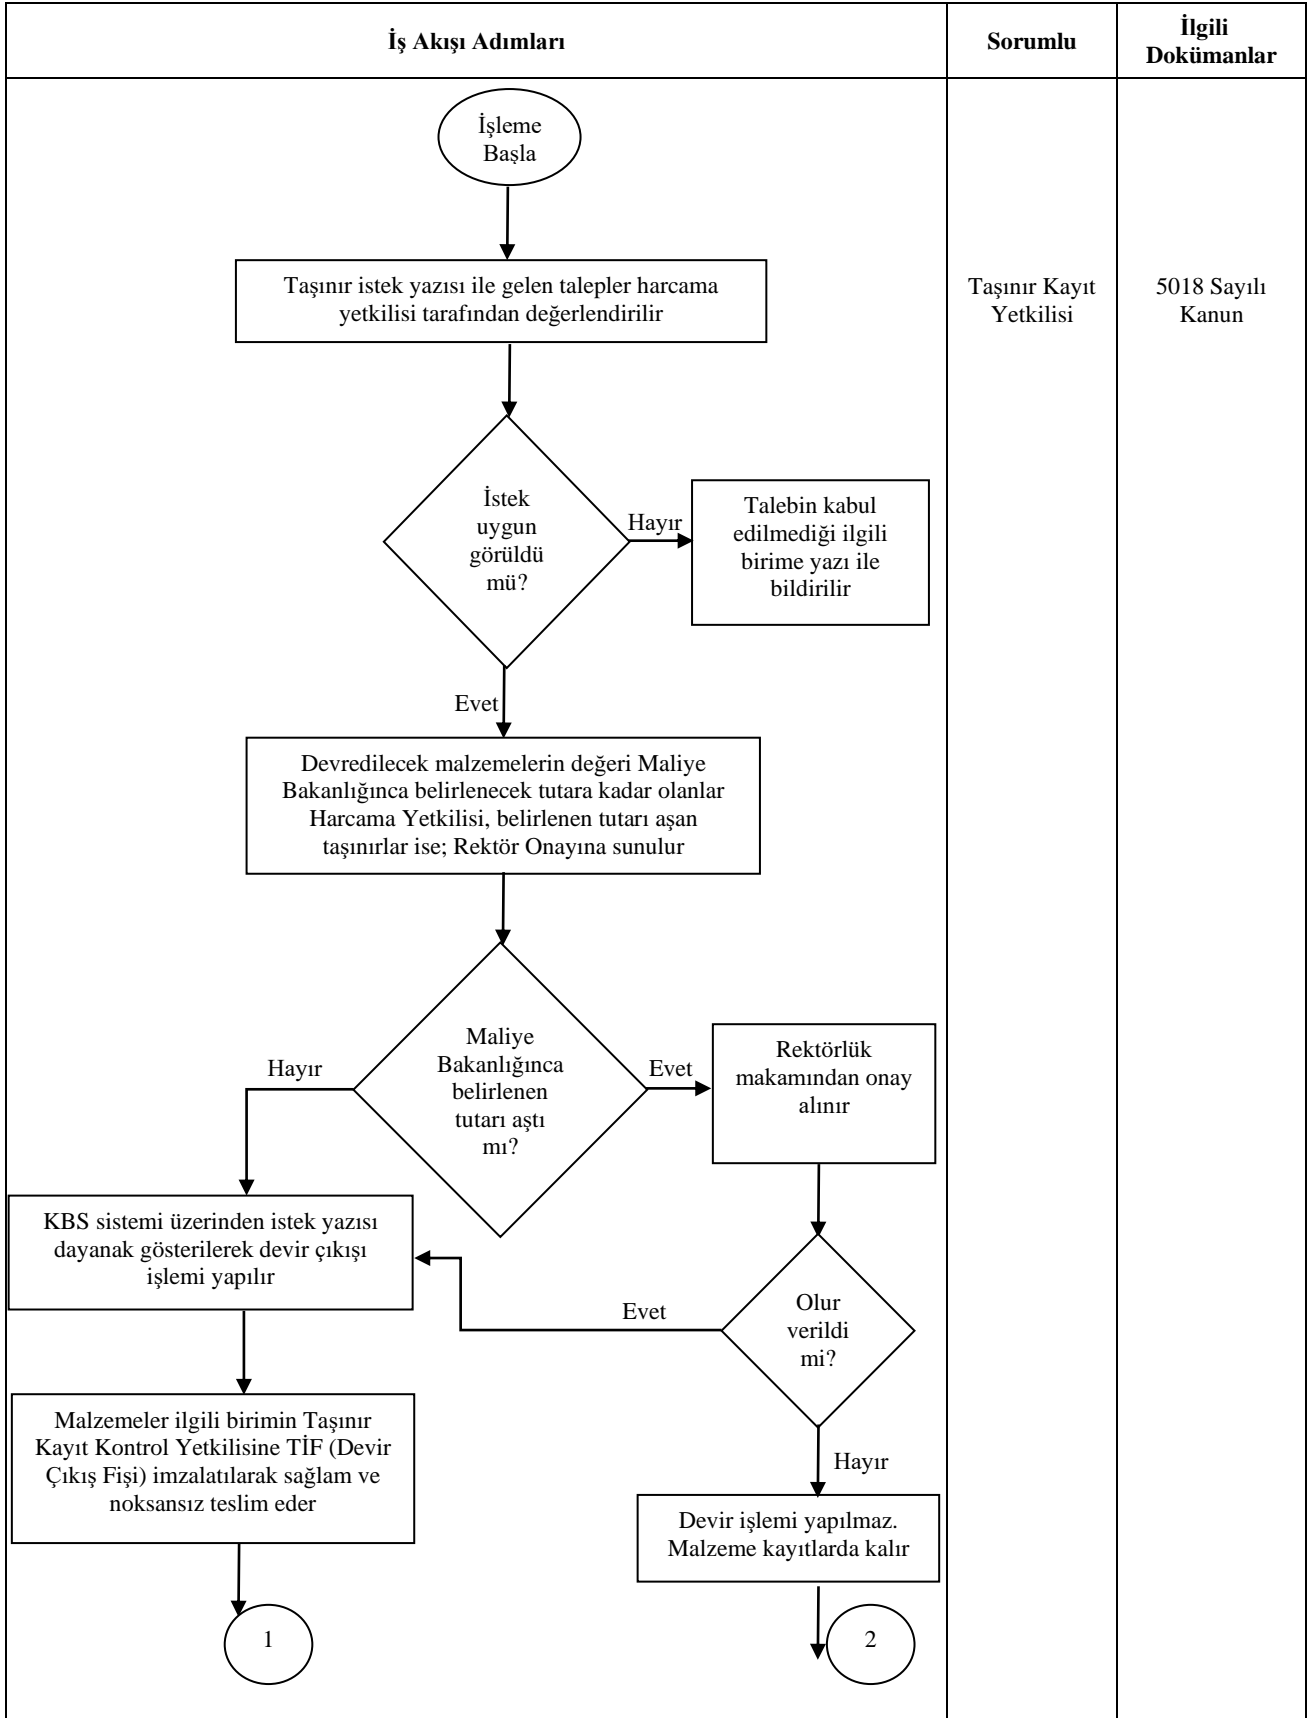 İş Akışı Adımları
Sorumlu
İlgili
Dokümanlar
İşleme
Başla
Taşınır istek yazısı ile gelen talepler harcama
yetkilisi tarafından değerlendirilir
Taşınır Kayıt
Yetkilisi
5018 Sayılı
Kanun
İstek
uygun
görüldü
mü?
Hayır
Talebin kabul
edilmediği ilgili
birime yazı ile
bildirilir
Evet
Devredilecek malzemelerin değeri Maliye
Bakanlığınca belirlenecek tutara kadar olanlar
Harcama Yetkilisi, belirlenen tutarı aşan
taşınırlar ise; Rektör Onayına sunulur
Maliye
Bakanlığınca
belirlenen
tutarı aştı
mı?
Hayır
Evet
Rektörlük
makamından onay
alınır
KBS sistemi üzerinden istek yazısı
dayanak gösterilerek devir çıkışı
işlemi yapılır
Evet
Olur
verildi
mi?
Malzemeler ilgili birimin Taşınır
Kayıt Kontrol Yetkilisine TİF (Devir
Çıkış Fişi) imzalatılarak sağlam ve
noksansız teslim eder
Hayır
Devir işlemi yapılmaz.
Malzeme kayıtlarda kalır
1
2